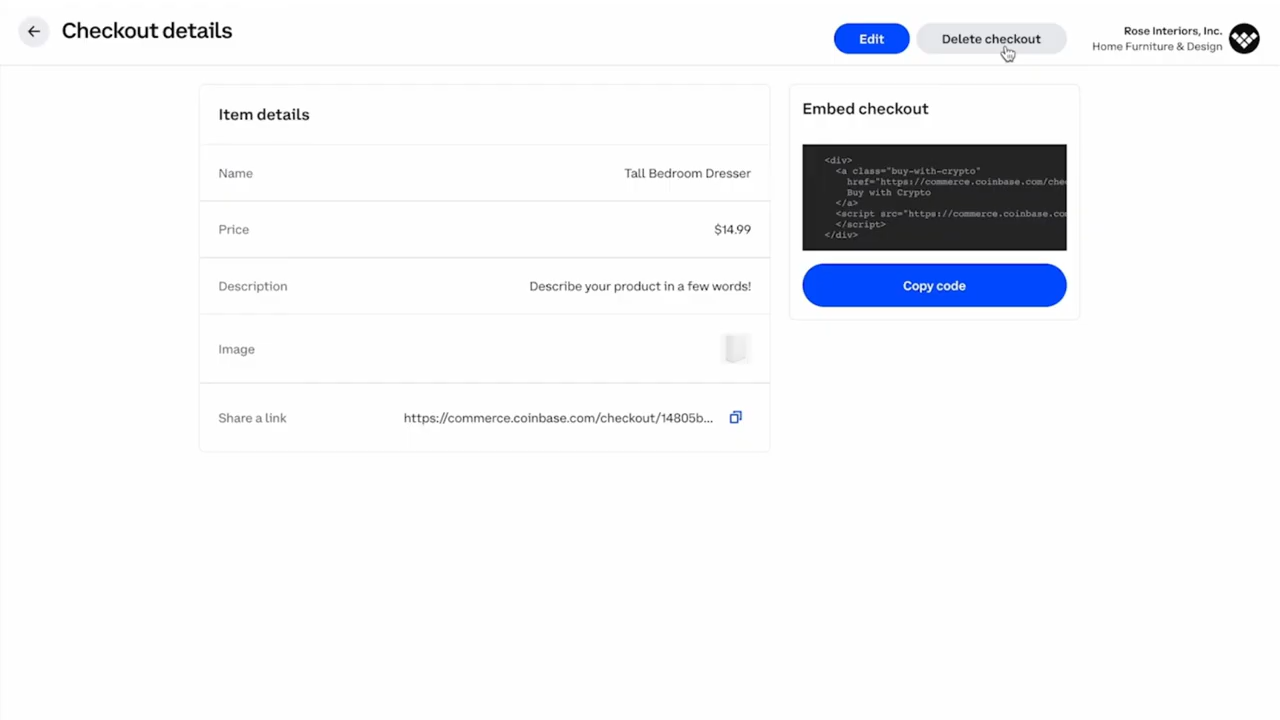 Checkout details
Edit
Delete checkout
Rose Interiors, Inc.
Home Furniture & Design
Item details
Name
Tall Bedroom Dresser
Price
$14.99
Description
Describe your product in a few words!
Image
Share a link
https://commerce.coinbase.com/checkout/14805b...
Embed checkout
<div>
<a class="buy-with-crypto"
href="https://commerce.coinbase.com/che
Buy with Crypto
</a>
<script src="https://commerce.coinbase.co
</script>
</div>
Copy code